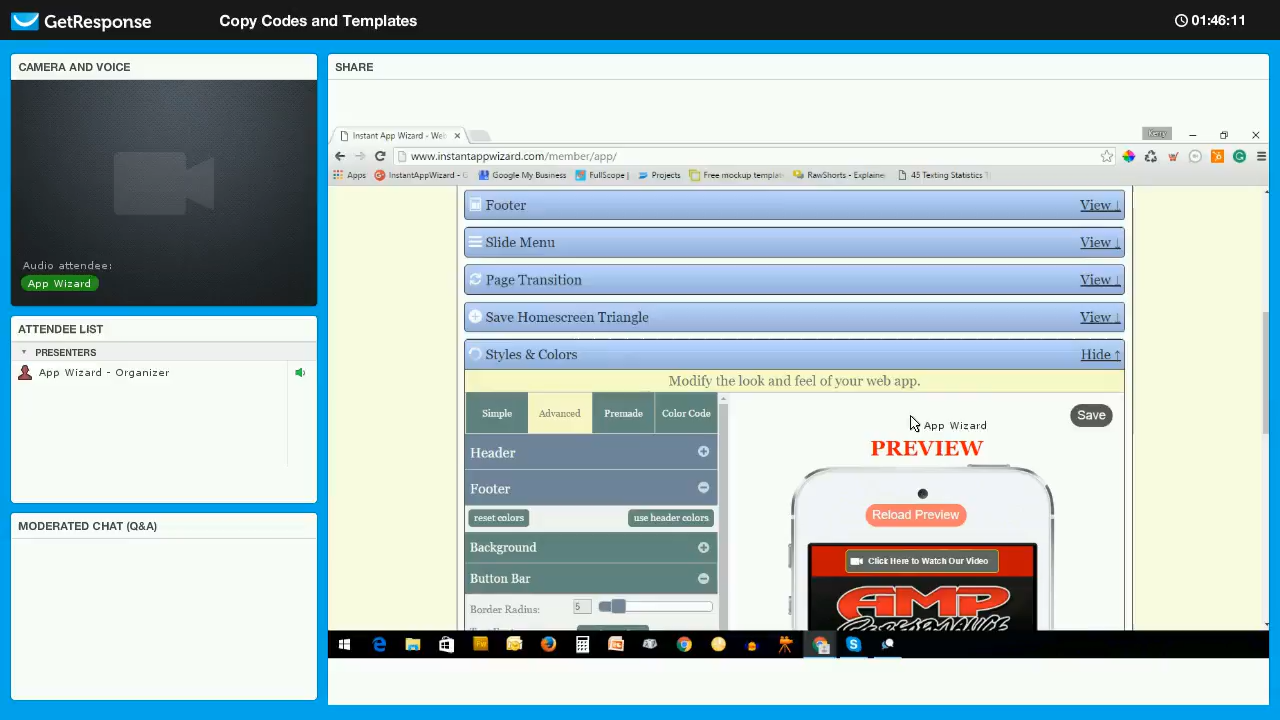 GetResponse
Copy Codes and Templates
01:46:11
CAMERA AND VOICE
Audio attendee:
App Wizard
ATTENDEE LIST
PRESENTERS
App Wizard - Organizer
MODERATED CHAT (Q&A)
SHARE
Instant App Wizard - Wel
Kerry
www.instantappwizard.com/member/app/
Apps
InstantAppWizard - G
Google My Business
FullScope |
Projects
Free mockup templat
RawShorts - Explaine
45 Texting Statistics T
Footer
View ↓
Slide Menu
View ↓
Page Transition
View ↓
Save Homescreen Triangle
View ↓
Styles & Colors
Hide ↑
Modify the look and feel of your web app.
Simple
Advanced
Premade
Color Code
Header
Footer
reset colors
use header colors
Background
Button Bar
Border Radius:
5
Save
App Wizard
PREVIEW
Reload Preview
Click Here to Watch Our Video
AMP